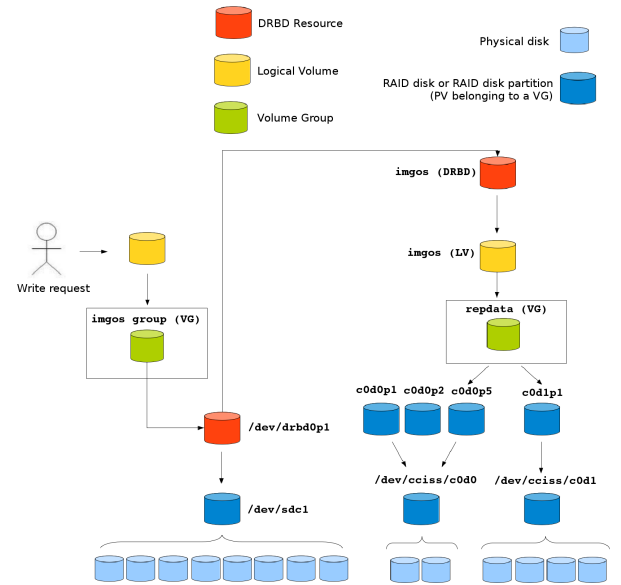 DRBD Resource
Logical Volume
Volume Group
Physical disk
RAID disk or RAID disk partition
(PV belonging to a VG)
imgos (DRBD)
imgos (LV)
Write request
imgos group (VG)
repdata (VG)
c0d0p1 c0d0p2 c0d0p5
c0d1p1
/dev/drbd0p1
/dev/cciss/c0d0
/dev/cciss/c0d1
/dev/sdc1